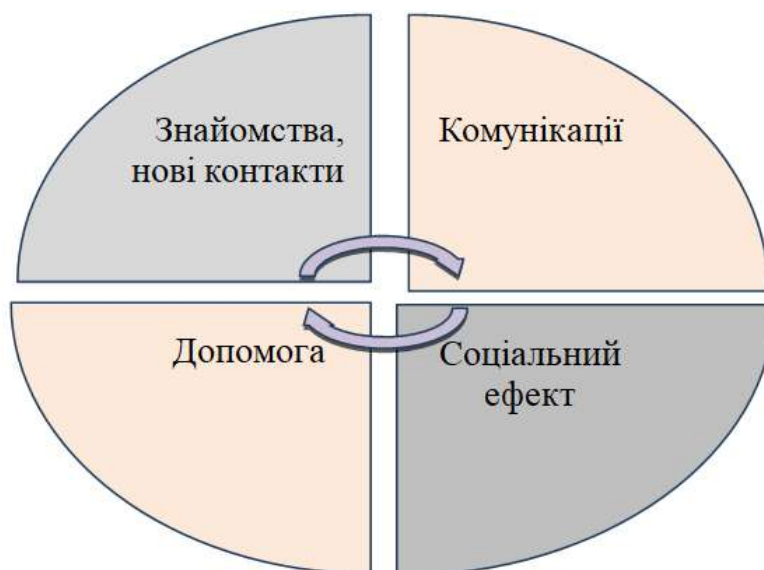 Знайомства,
нові контакти
Комунікації
Допомога
Соціальний
ефект